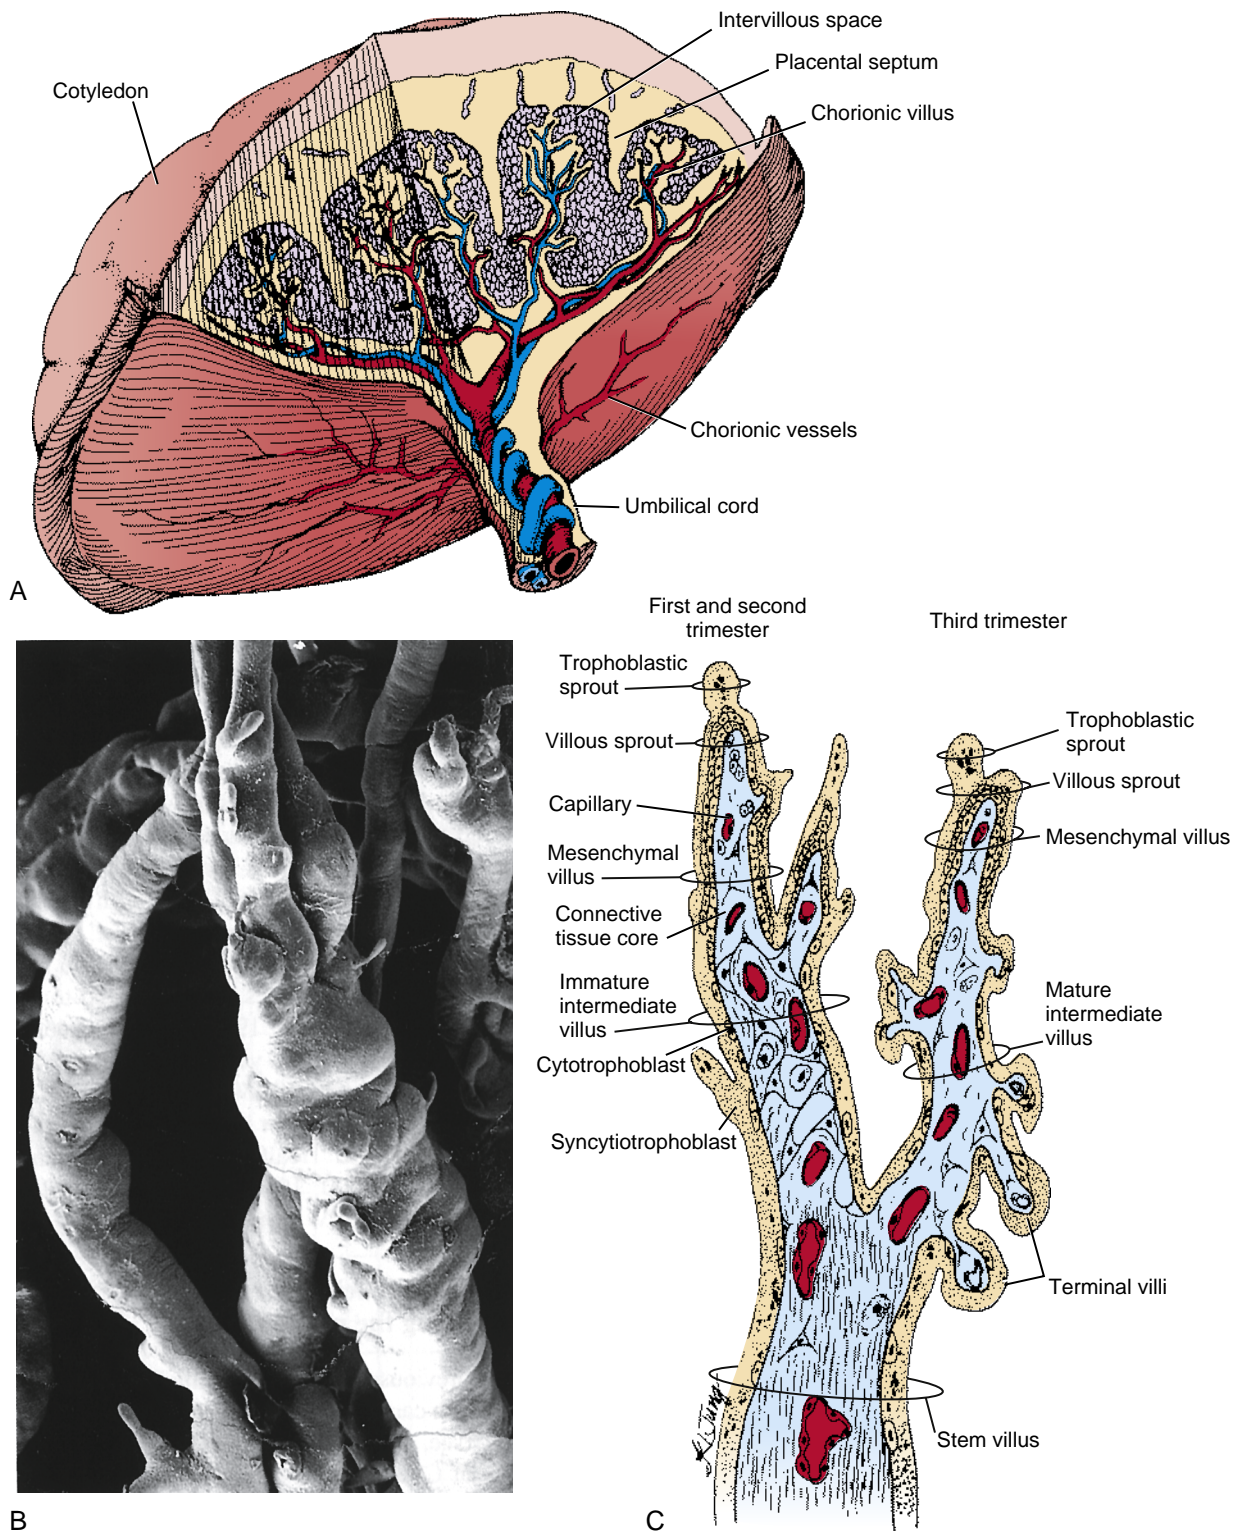 Intervillous space
Placental septum
Cotyledon
Chorionic villus
Chorionic vessels
Umbilical cord
A
First and second
trimester
Third trimester
Trophoblastic
sprout
Villous sprout
Capillary
Mesenchymal
villus
Connective
tissue core
Immature
intermediate
villus
Cytotrophoblast
Syncytiotrophoblast
Trophoblastic
sprout
Villous sprout
Mesenchymal villus
Mature
intermediate
villus
Terminal villi
Stem villus
B
C